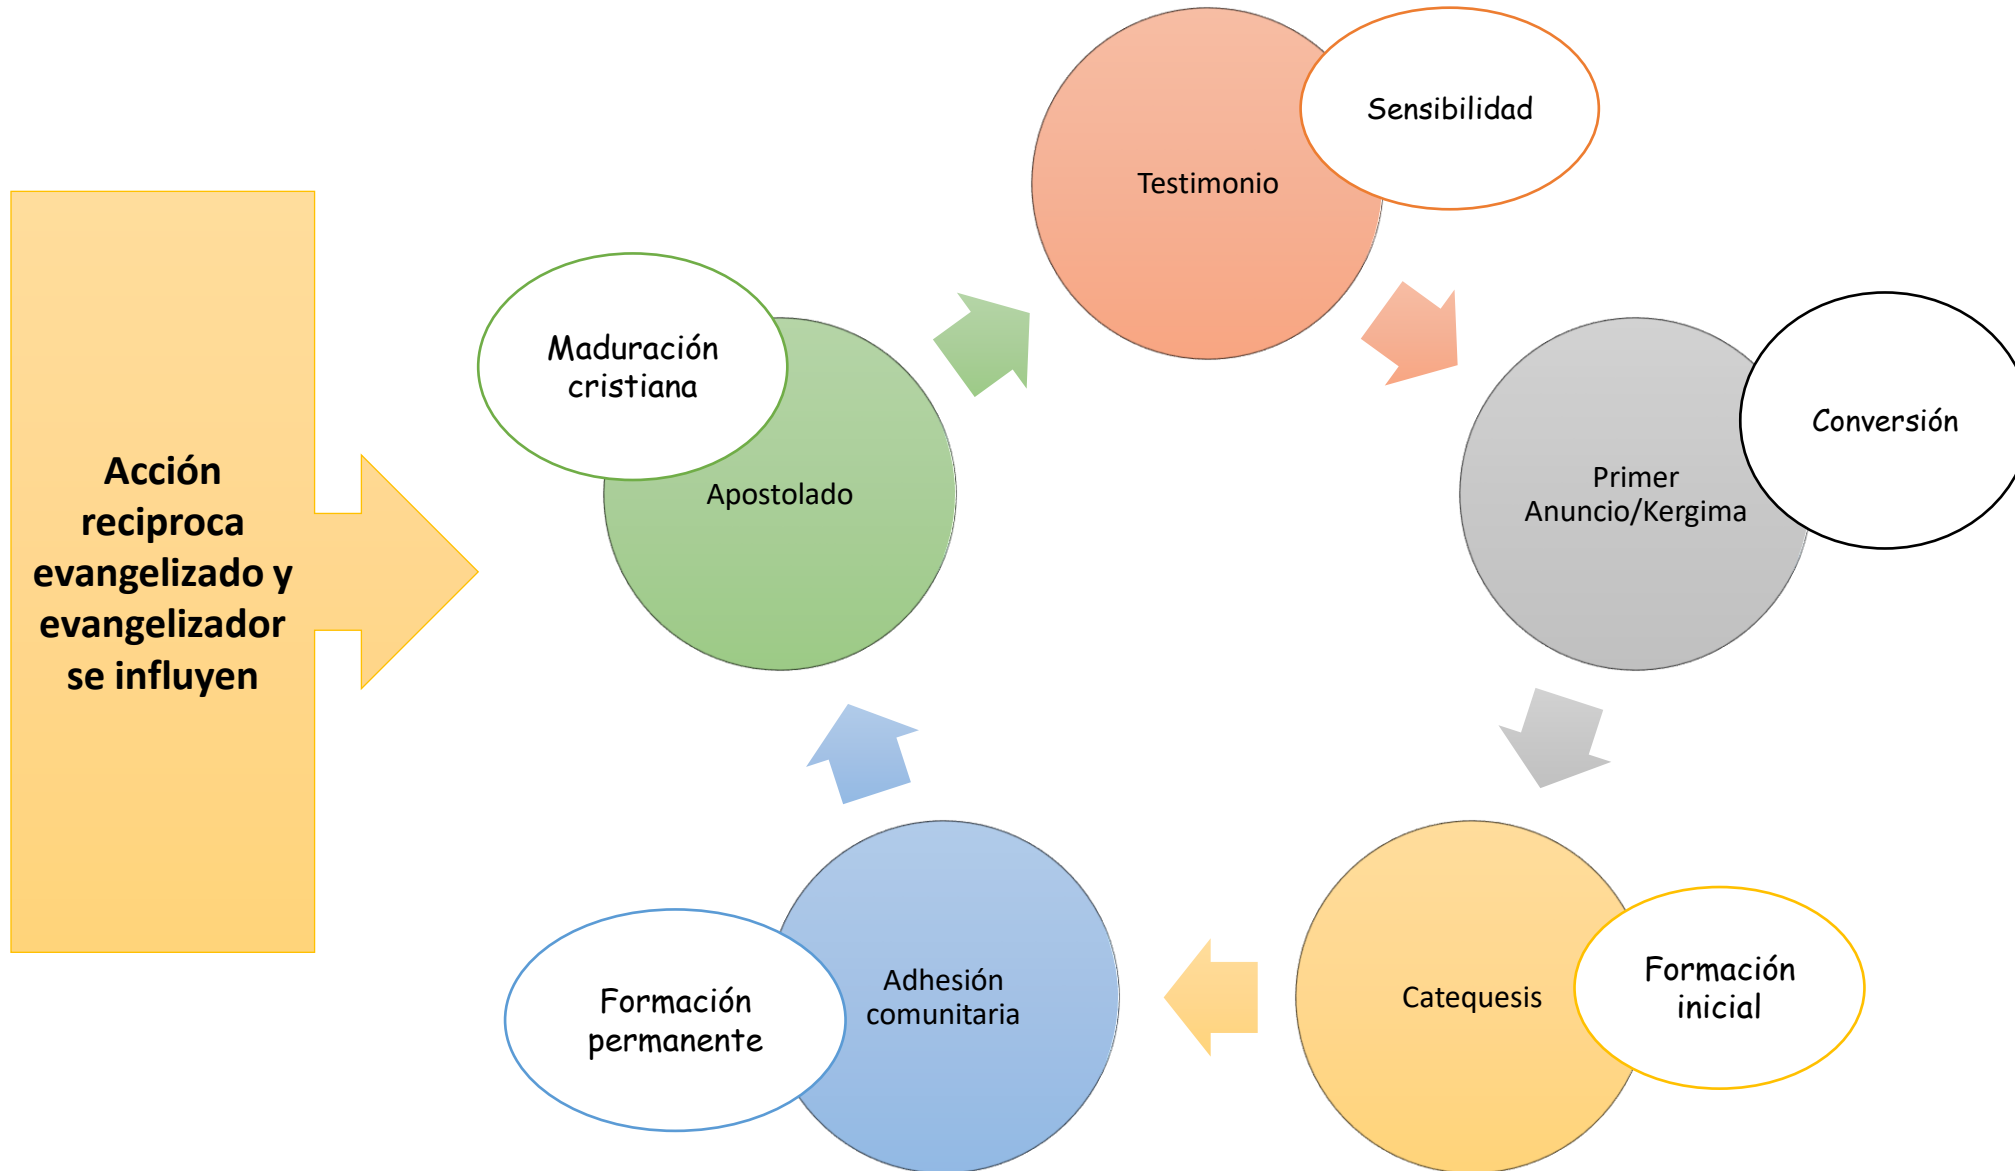 Acción
reciproca
evangelizado y
evangelizador
se influyen
Testimonio
Sensibilidad
Primer
Anuncio/Kergima
Conversión
Catequesis
Formación
inicial
Adhesión
comunitaria
Formación
permanente
Apostolado
Maduración
cristiana